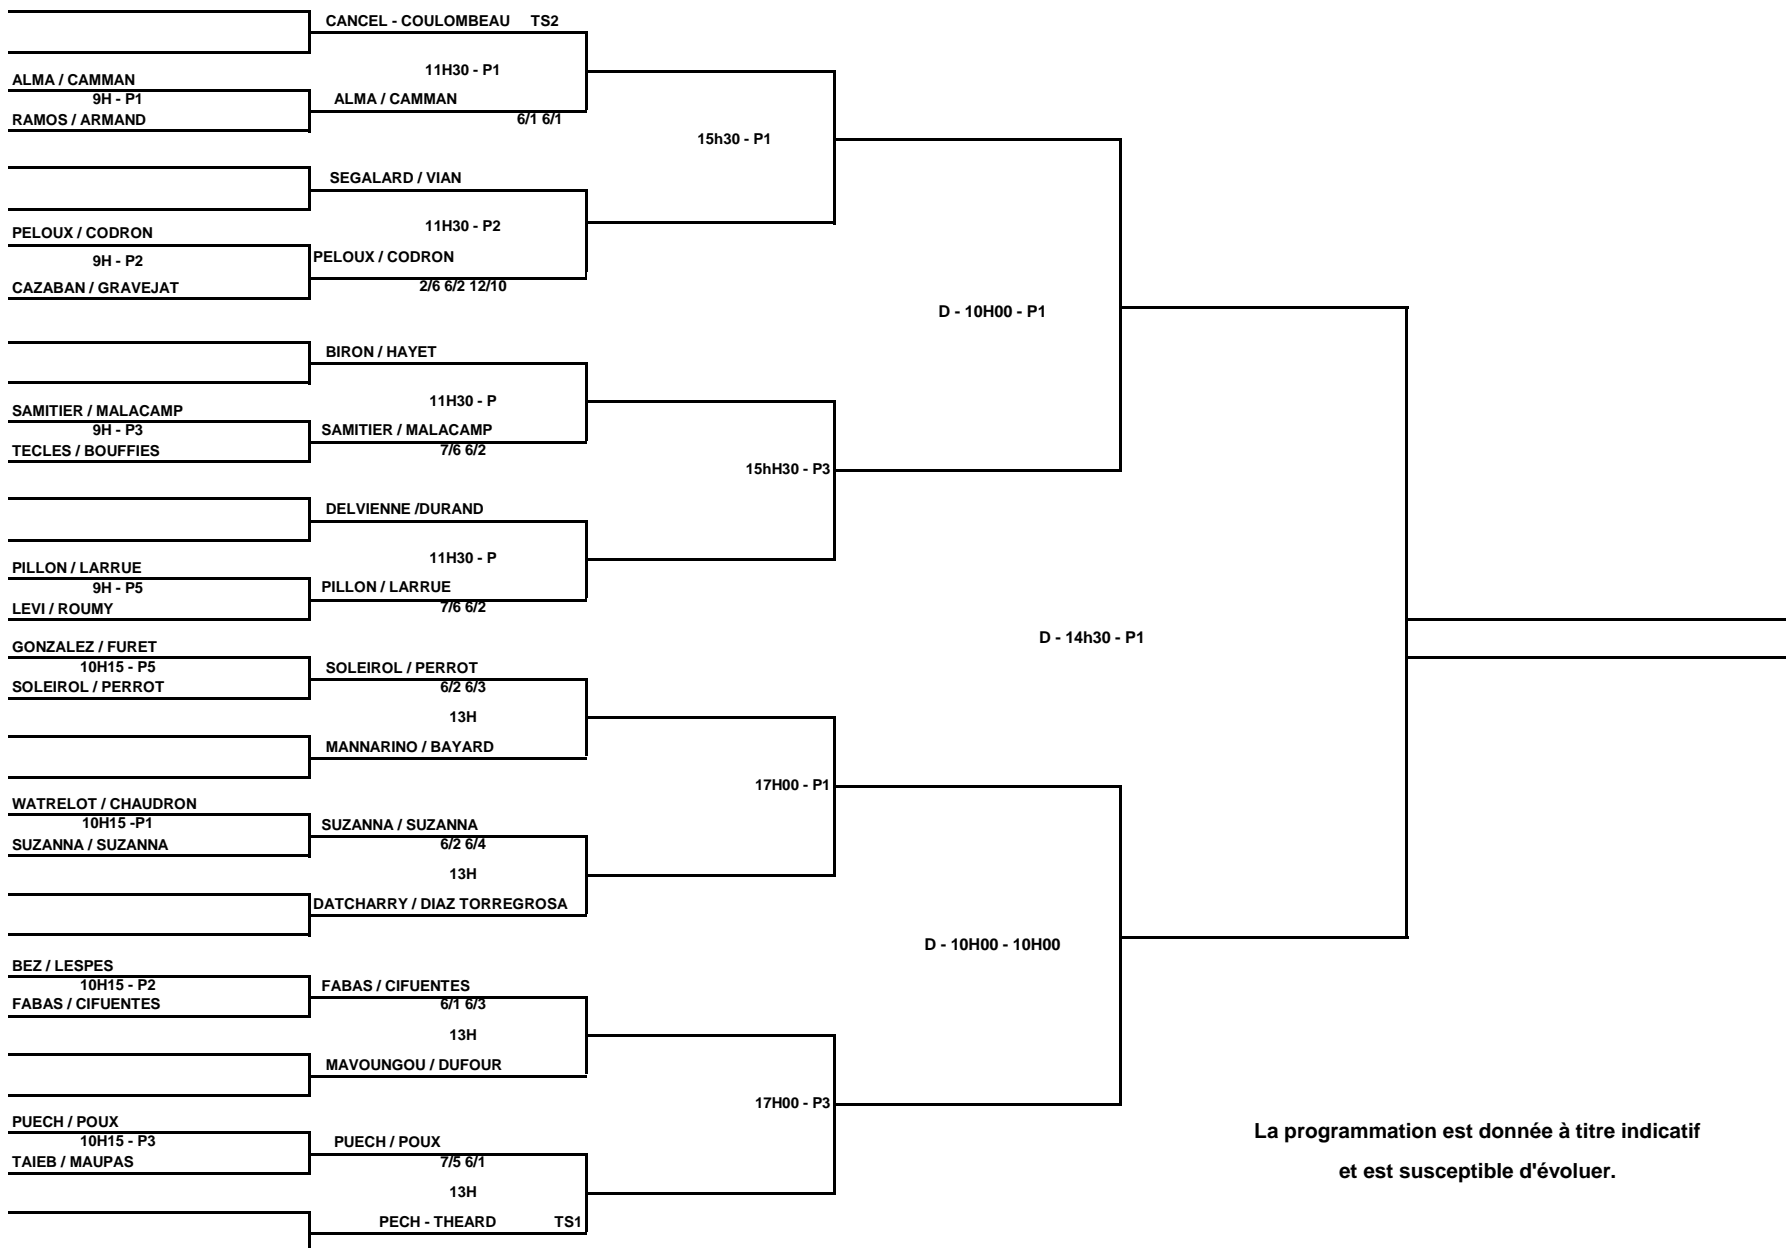 CANCEL - COULOMBEAU TS2
11H30 - P1
ALMA / CAMMAN
9H - P1
RAMOS / ARMAND
ALMA / CAMMAN
6/1 6/1
15h30 - P1
SEGALARD / VIAN
11H30 - P2
PELOUX / CODRON
9H - P2
CAZABAN / GRAVEJAT
PELOUX / CODRON
2/6 6/2 12/10
D - 10H00 - P1
BIRON / HAYET
11H30 - P
SAMITIER / MALACAMP
9H - P3
TECLES / BOUFFIES
SAMITIER / MALACAMP
7/6 6/2
15hH30 - P3
DELVIENNE /DURAND
11H30 - P
PILLON / LARRUE
9H - P5
LEVI / ROUMY
PILLON / LARRUE
7/6 6/2
D - 14h30 - P1
GONZALEZ / FURET
10H15 - P5
SOLEIROL / PERROT
SOLEIROL / PERROT
6/2 6/3
13H
MANNARINO / BAYARD
17H00 - P1
WATRELOT / CHAUDRON
10H15 -P1
SUZANNA / SUZANNA
SUZANNA / SUZANNA
6/2 6/4
13H
DATCHARRY / DIAZ TORREGROSA
D - 10H00 - 10H00
BEZ / LESPES
10H15 - P2
FABAS / CIFUENTES
FABAS / CIFUENTES
6/1 6/3
13H
MAVOUNGOU / DUFOUR
17H00 - P3
PUECH / POUX
10H15 - P3
TAIEB / MAUPAS
PUECH / POUX
7/5 6/1
13H
PECH - THEARD TS1
La programmation est donnée à titre indicatif
et est susceptible d'évoluer.